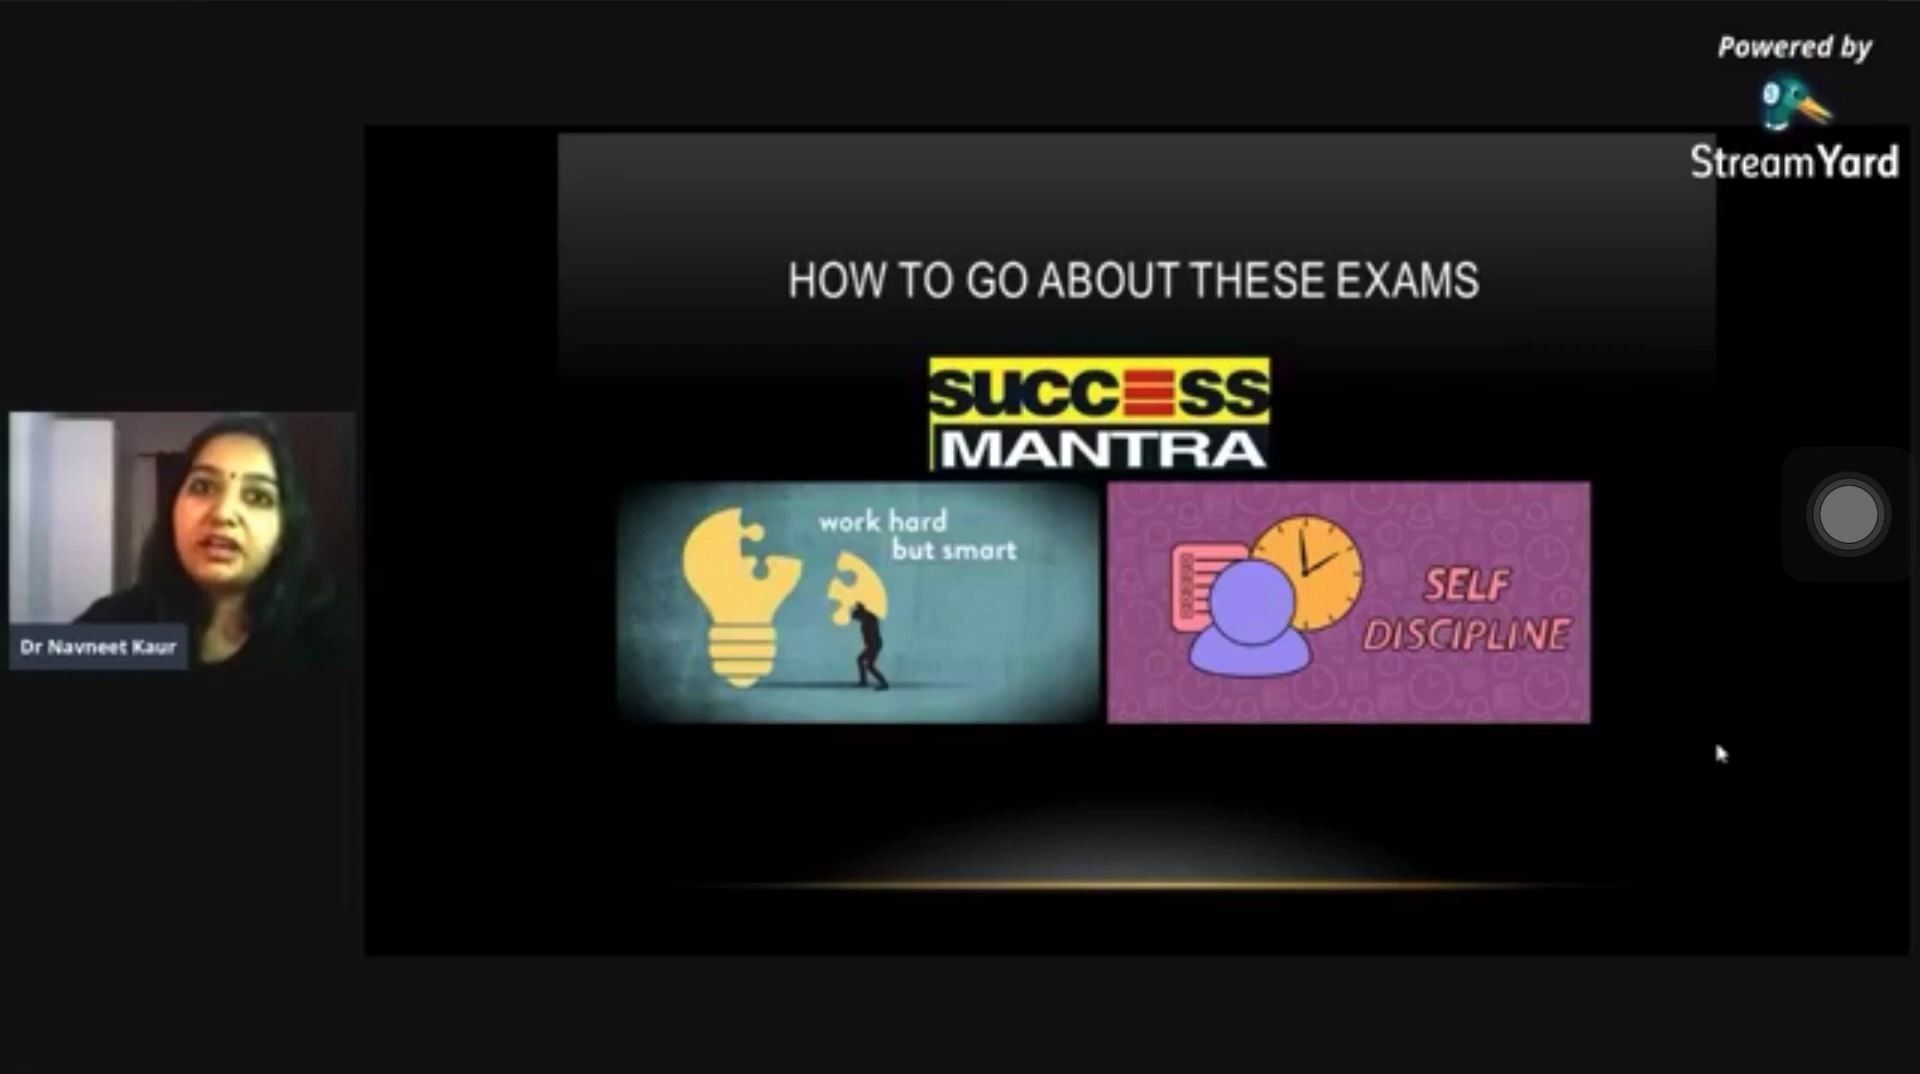 Powered by
StreamYard
HOW TO GO ABOUT THESE EXAMS
SUCCESS
MANTRA
work hard
but smart
SELF
DISCIPLINE
Dr Navneet Kaur